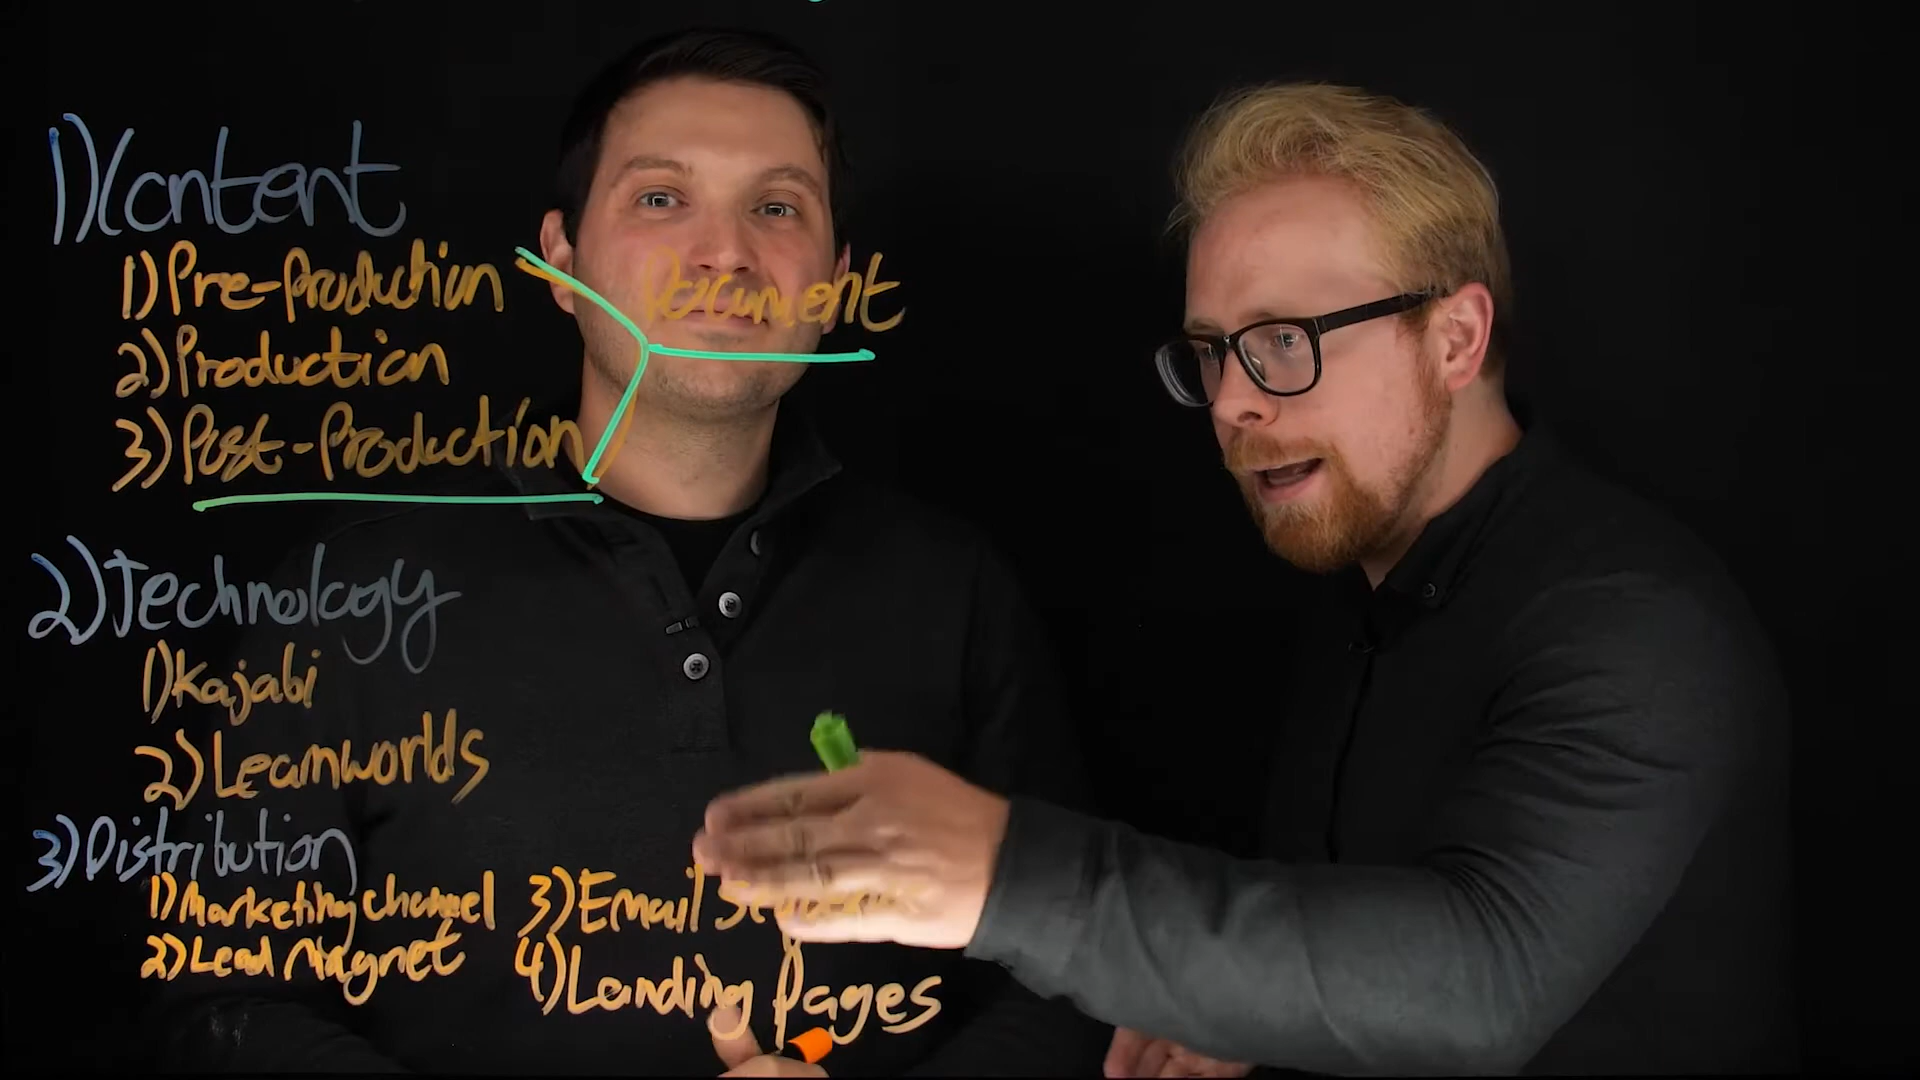 1) Content
1) Pre-Production
Document
2) Production
3) Post-Production
2) Technology
1) Kajabi
2) Learnworlds
3) Distribution
1) Marketing channel
2) Lead Magnet
3) Email
4) Landing Pages